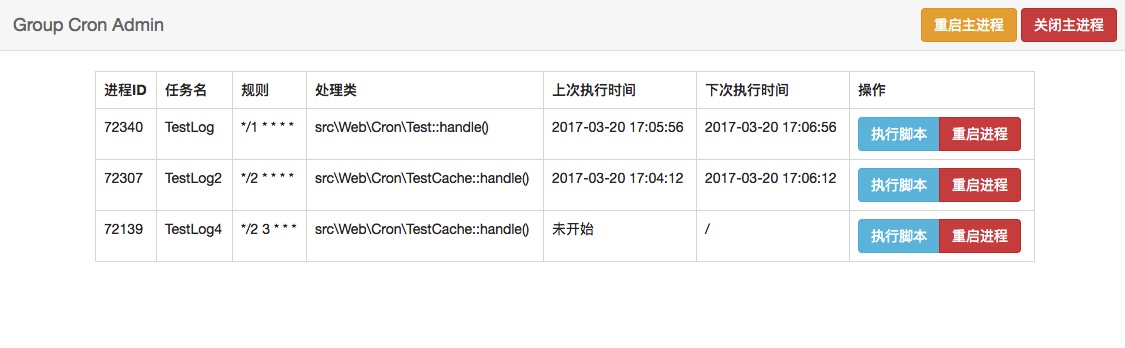 Group Cron Admin 重启主进程 关闭主进程
进程ID 任务名 规则 处理类 上次执行时间 下次执行时间 操作
72340 TestLog */1 * * * * src\Web\Cron\Test::handle() 2017-03-20 17:05:56 2017-03-20 17:06:56 执行脚本 重启进程
72307 TestLog2 */2 * * * * src\Web\Cron\TestCache::handle() 2017-03-20 17:04:12 2017-03-20 17:06:12 执行脚本 重启进程
72139 TestLog4 */2 3 * * * src\Web\Cron\TestCache::handle() 未开始 / 执行脚本 重启进程